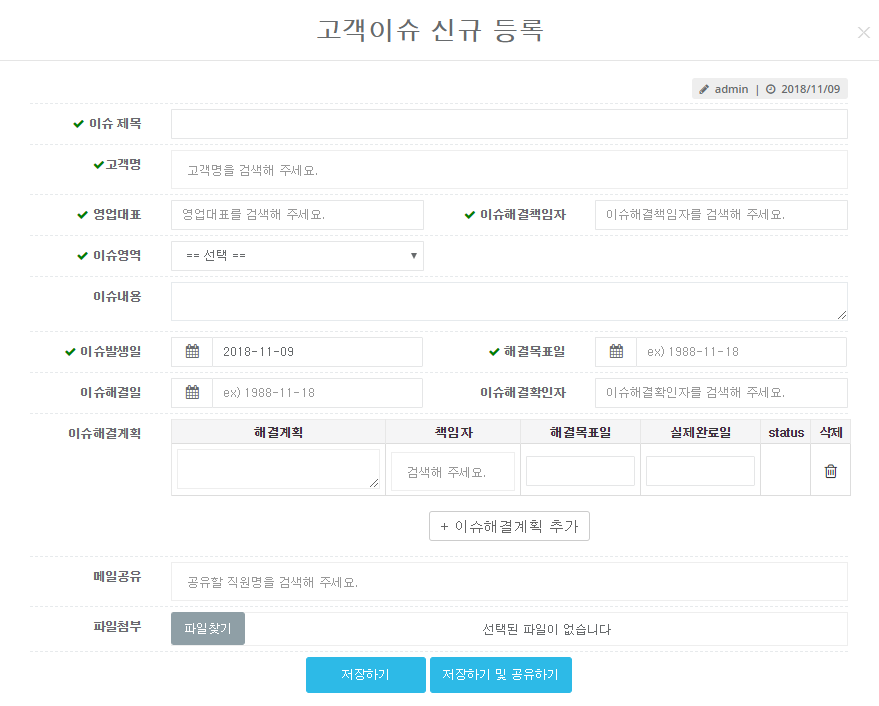 고객이슈 신규 등록
admin | 2018/11/09
이슈 제목
고객명 고객명을 검색해 주세요.
영업대표 영업대표를 검색해 주세요. 이슈해결책임자 이슈해결책임자를 검색해 주세요.
이슈영역 == 선택 ==
이슈내용
이슈발생일 2018-11-09 해결목표일 ex) 1988-11-18
이슈해결일 ex) 1988-11-18 이슈해결확인자 이슈해결확인자를 검색해 주세요.
이슈해결계획 해결계획 책임자 해결목표일 실제완료일 status 삭제
검색해 주세요.
+ 이슈해결계획 추가
메일공유 공유할 직원명을 검색해 주세요.
파일첨부 파일찾기 선택된 파일이 없습니다
저장하기 저장하기 및 공유하기